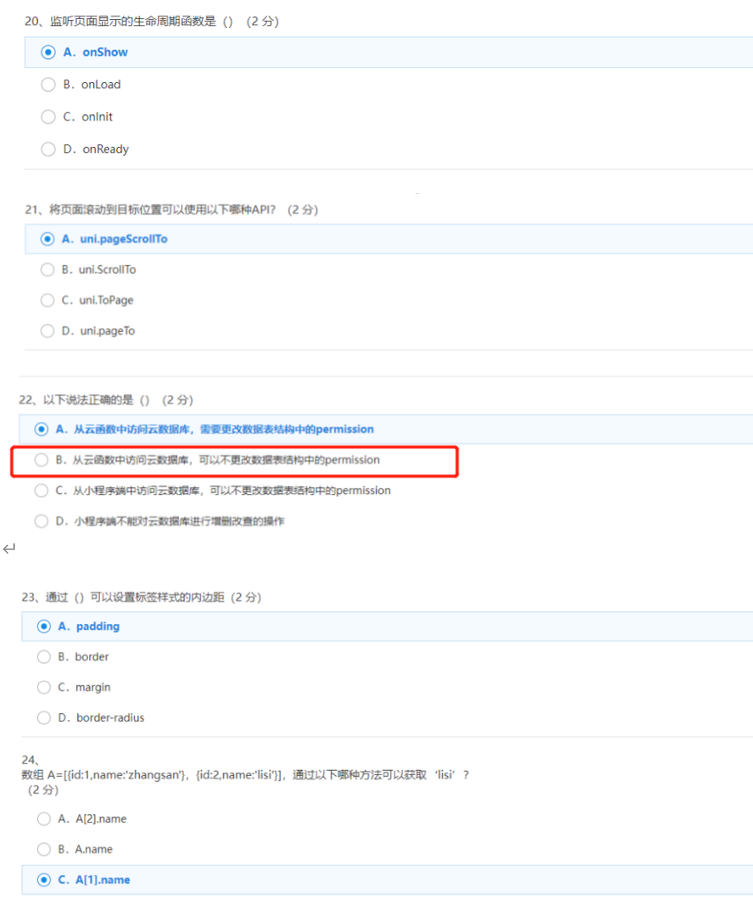 20、监听页面显示的生命周期函数是（）（2 分）
A. onShow
B. onLoad
C. onInit
D. onReady
21、将页面滚动到目标位置可以使用以下哪种API? （2 分）
A. uni.pageScrollTo
B. uni.ScrollTo
C. uni.ToPage
D. uni.pageTo
22、以下说法正确的是（）（2 分）
A. 从云函数中访问云数据库，需要更改数据表结构中的permission
B. 从云函数中访问云数据库，可以不更改数据表结构中的permission
C. 从小程序端中访问云数据库，可以不更改数据表结构中的permission
D. 小程序端不能对云数据库进行增删改查的操作
23、通过（）可以设置标签样式的内边距（2 分）
A. padding
B. border
C. margin
D. border-radius
24、
数组 A=[{id:1,name:'zhangsan'}, {id:2,name:'lisi'}]，通过以下哪种方法可以获取 ‘lisi’ ?
（2 分）
A. A[2].name
B. A.name
C. A[1].name